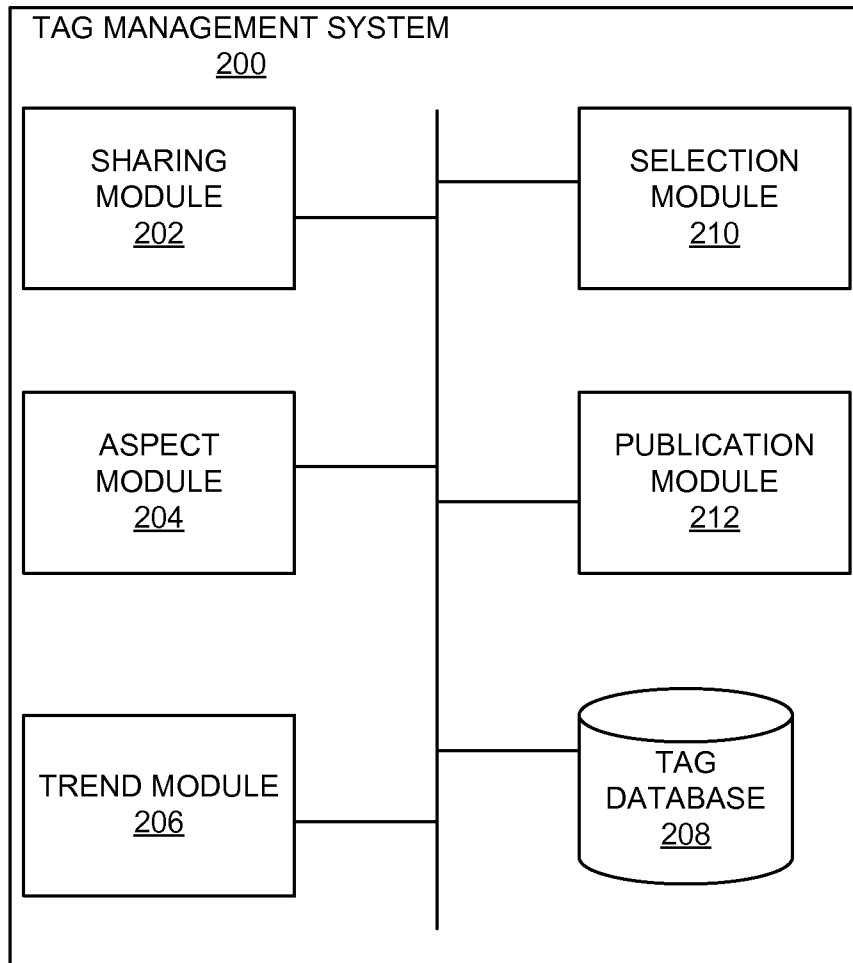 TAG MANAGEMENT SYSTEM
200
SHARING
MODULE
202
SELECTION
MODULE
210
ASPECT
MODULE
204
PUBLICATION
MODULE
212
TREND MODULE
206
TAG
DATABASE
208